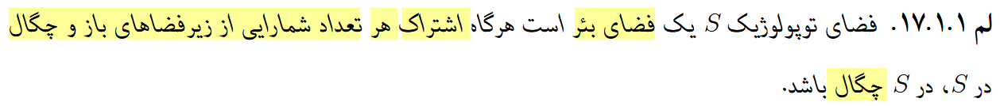 لم ۱۷.۱.۱. فضای توپولوژیک S یک فضای بئر است هرگاه اشتراک هر تعداد شمارایی از زیرفضاهای باز و چگال
در S، در S چگال باشد.